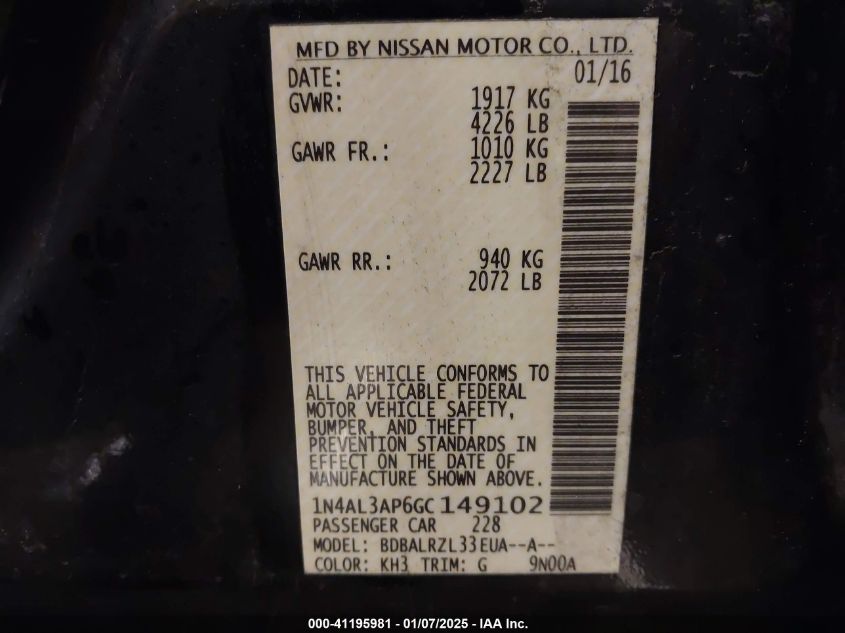 MFD BY NISSAN MOTOR CO., LTD.
DATE: 01/16
GVWR: 1917 KG
4226 LB
GAWR FR.: 1010 KG
2227 LB
GAWR RR.: 940 KG
2072 LB
THIS VEHICLE CONFORMS TO
ALL APPLICABLE FEDERAL
MOTOR VEHICLE SAFETY,
BUMPER, AND THEFT
PREVENTION STANDARDS IN
EFFECT ON THE DATE OF
MANUFACTURE SHOWN ABOVE.
1N4AL3AP6GC149102
PASSENGER CAR 228
MODEL: BDBALRZL33EUA--A--
COLOR: KH3 TRIM: G 9N00A
000-41195981 - 01/07/2025 - IAA Inc.